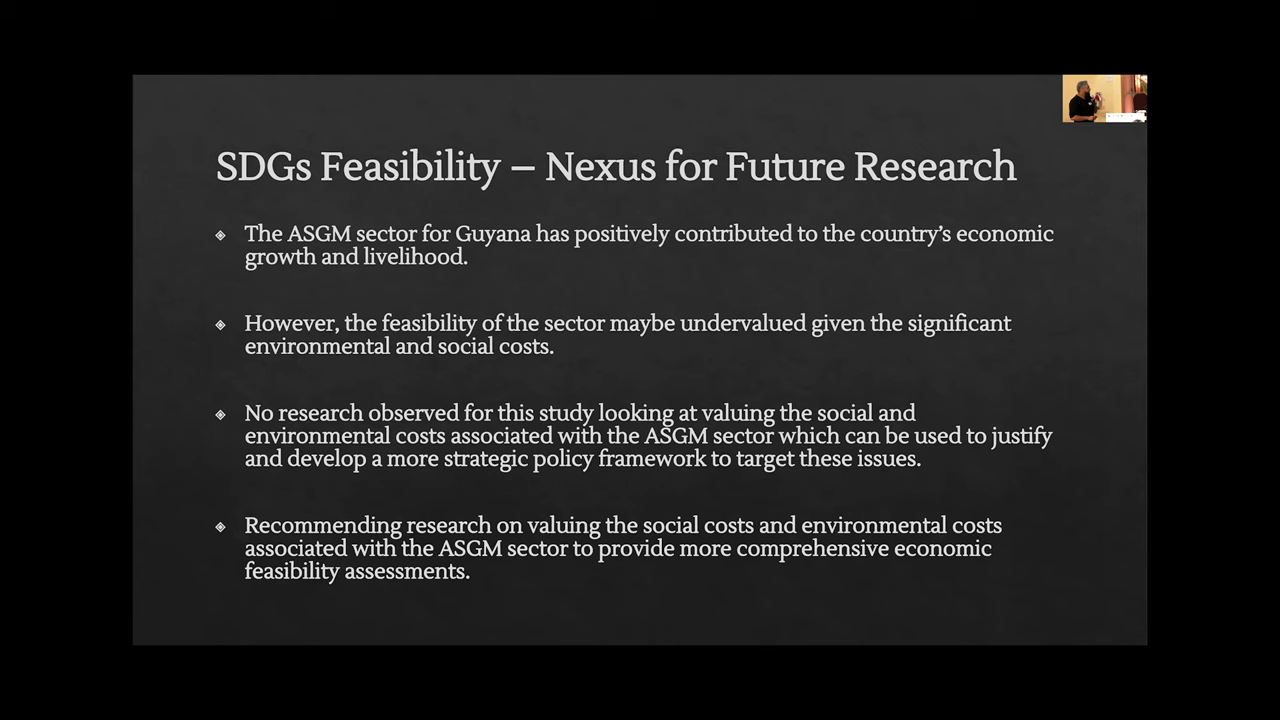 SDGs Feasibility – Nexus for Future Research
◈ The ASGM sector for Guyana has positively contributed to the country’s economic
growth and livelihood.
◈ However, the feasibility of the sector maybe undervalued given the significant
environmental and social costs.
◈ No research observed for this study looking at valuing the social and
environmental costs associated with the ASGM sector which can be used to justify
and develop a more strategic policy framework to target these issues.
◈ Recommending research on valuing the social costs and environmental costs
associated with the ASGM sector to provide more comprehensive economic
feasibility assessments.